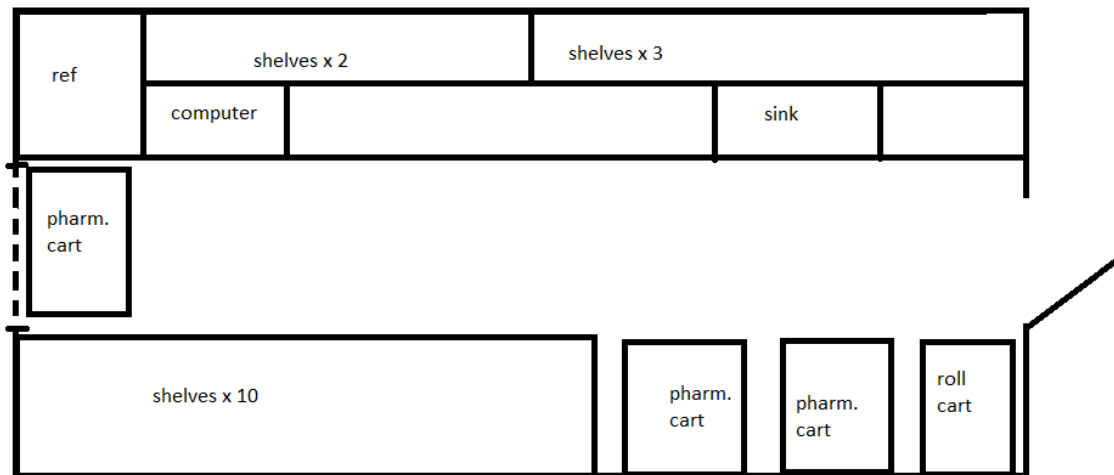 ref
shelves x 2
shelves x 3
computer
sink
pharm.
cart
shelves x 10
pharm.
cart
pharm.
cart
roll
cart